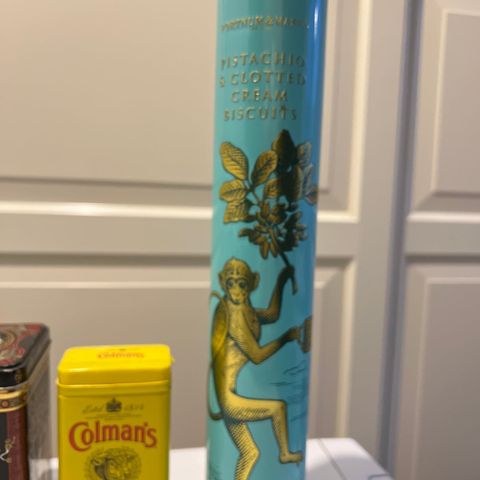 FORTNUM & MASON
PISTACHIO
& CLOTTED
CREAM
BISCUITS
Colman's
Estd 1814
Colman's